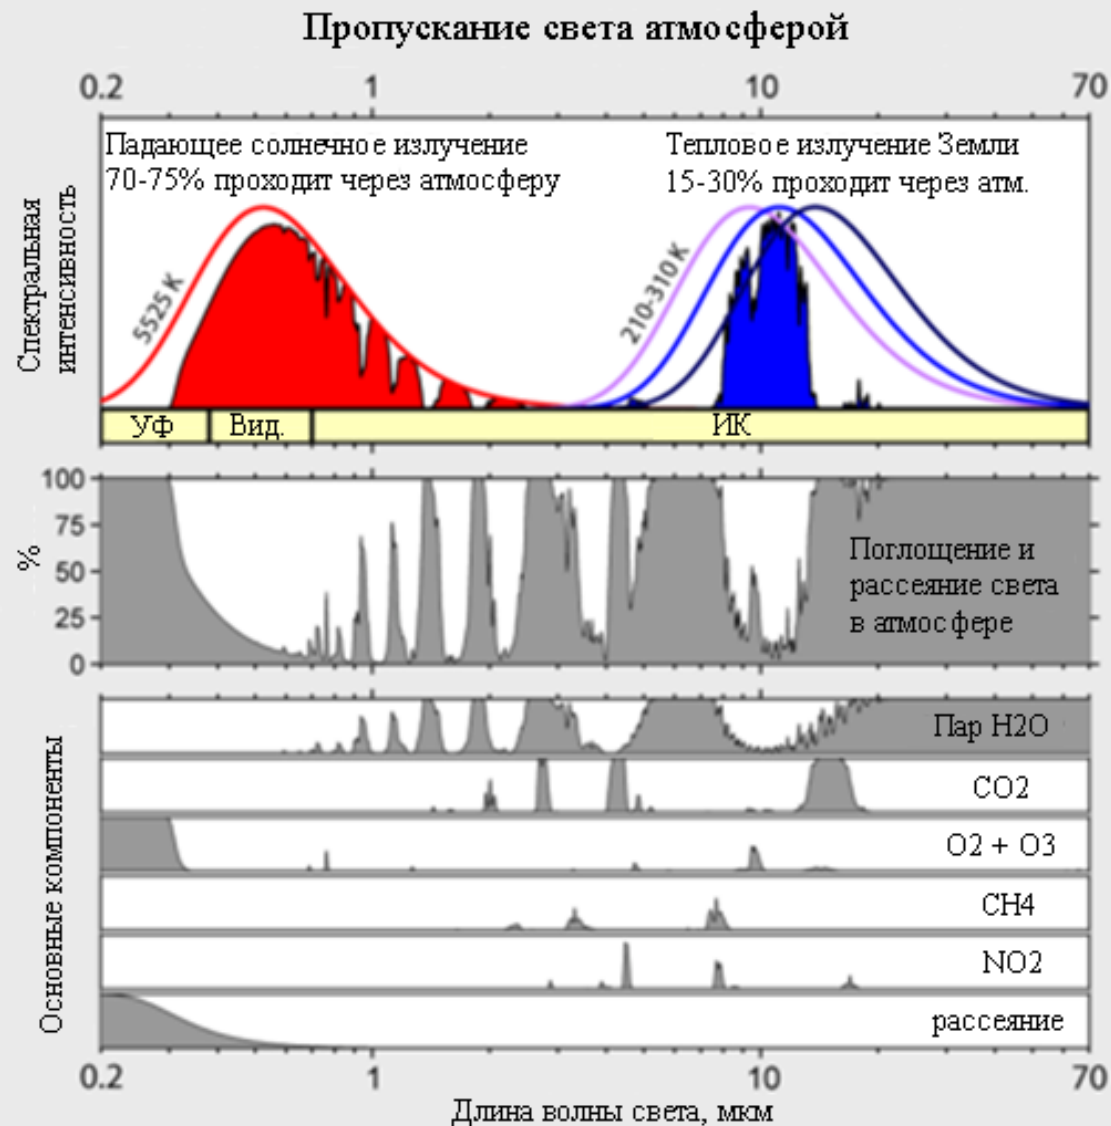 Пропускание света атмосферой
0.2 1 10 70
Падающее солнечное излучение
70-75% проходит через атмосферу
Тепловое излучение Земли
15-30% проходит через атм.
Спектральная
интенсивность
5525 K
210-310 K
УФ Вид. ИК
100
75
50
25
0
%
Поглощение и
рассеяние света
в атмосфере
Основные компоненты
Пар H2O
CO2
O2 + O3
CH4
NO2
рассеяние
0.2 1 10 70
Длина волны света, мкм